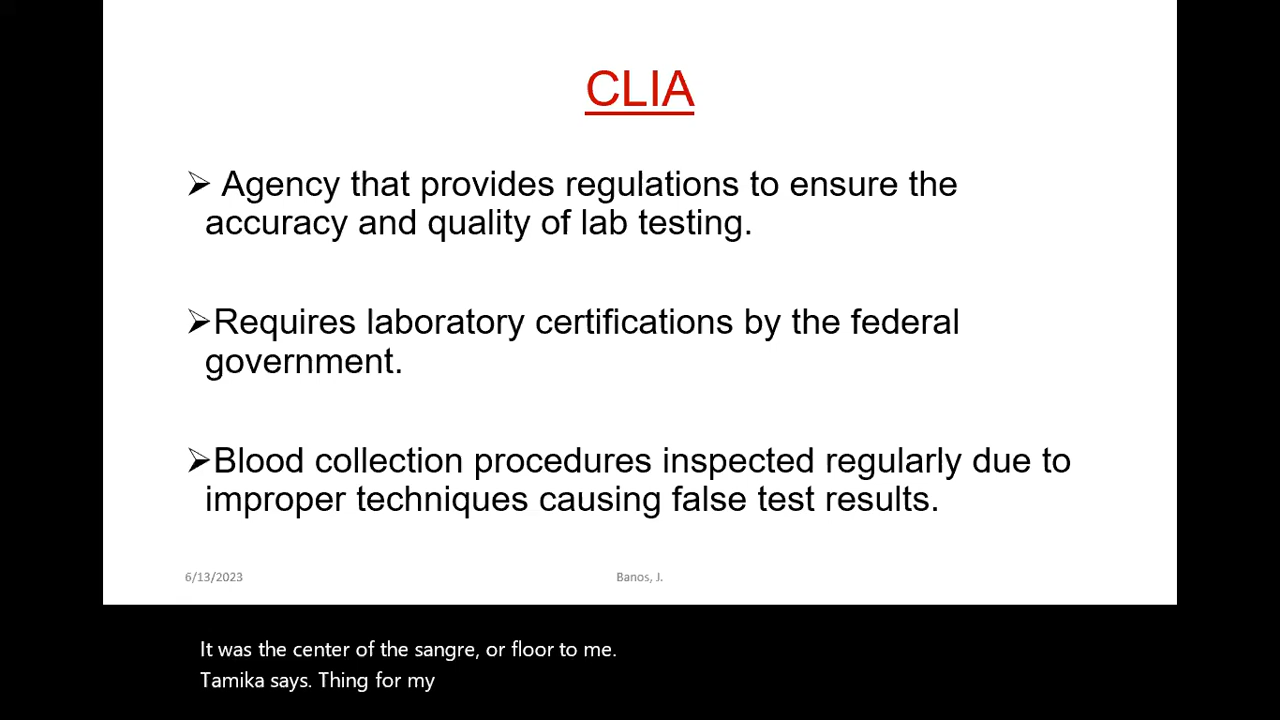 CLIA
➢ Agency that provides regulations to ensure the
accuracy and quality of lab testing.
➢Requires laboratory certifications by the federal
government.
➢Blood collection procedures inspected regularly due to
improper techniques causing false test results.
6/13/2023
Banos, J.
It was the center of the sangre, or floor to me.
Tamika says. Thing for my